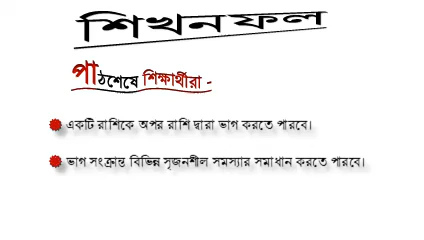 শিখনফল
পাঠশেষে শিক্ষার্থীরা -
একটি রাশিকে অপর রাশি দ্বারা ভাগ করতে পারবে।
ভাগ সংক্রান্ত বিভিন্ন সৃজনশীল সমস্যার সমাধান করতে পারবে।